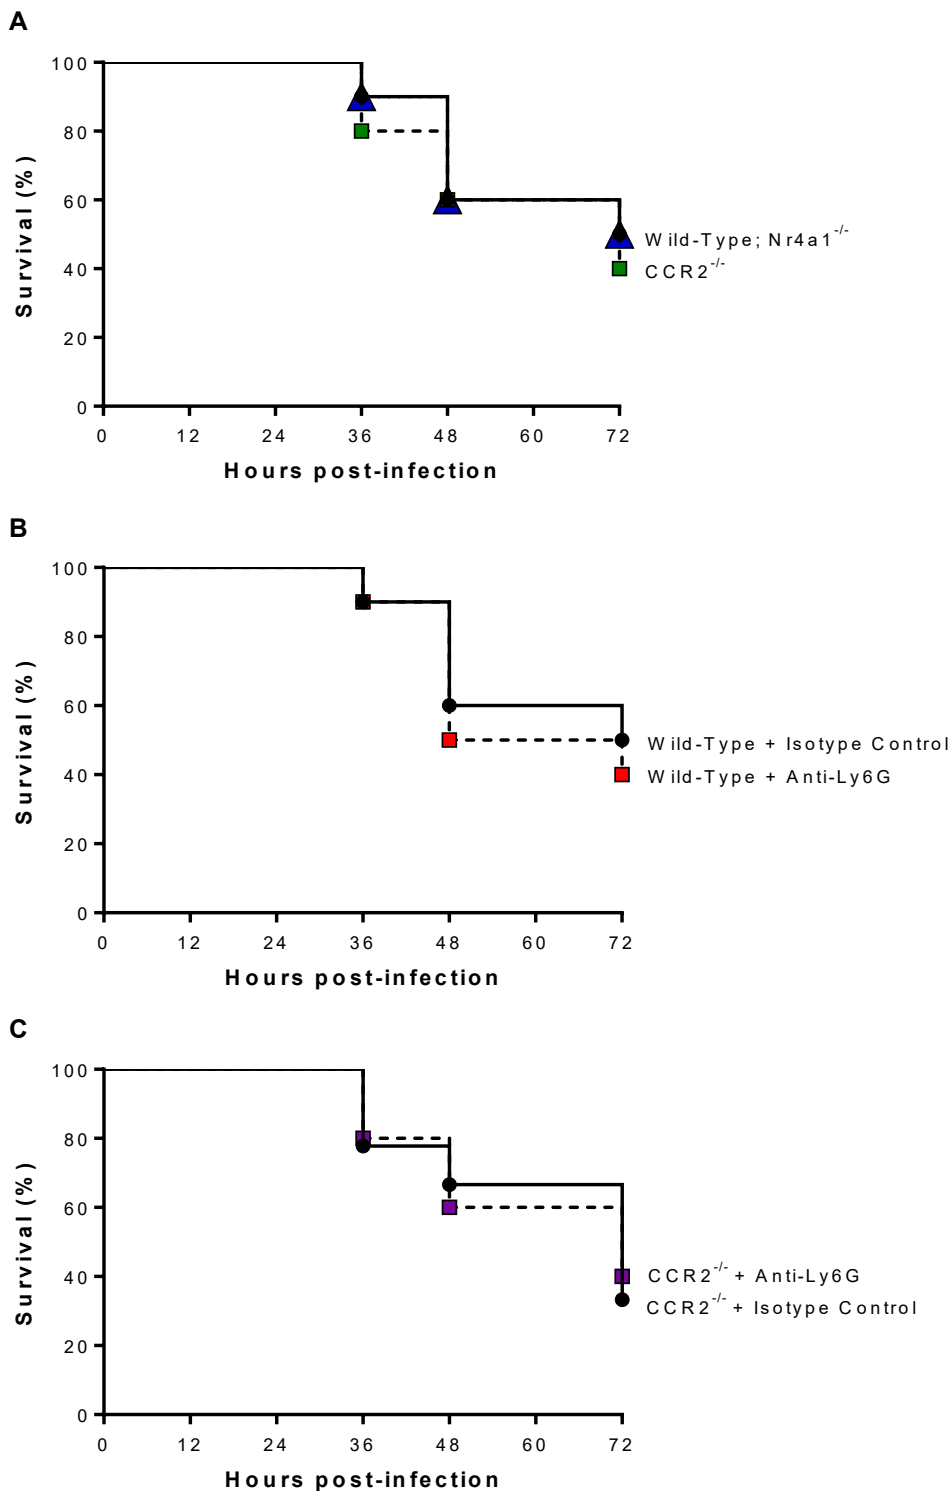 A
100
80
60
40
20
0
Survival (%)
Wild-Type; Nr4a1-/-
CCR2-/-
0 12 24 36 48 60 72
Hours post-infection
B
100
80
60
40
20
0
Survival (%)
Wild-Type + Isotype Control
Wild-Type + Anti-Ly6G
0 12 24 36 48 60 72
Hours post-infection
C
100
80
60
40
20
0
Survival (%)
CCR2-/- + Anti-Ly6G
CCR2-/- + Isotype Control
0 12 24 36 48 60 72
Hours post-infection